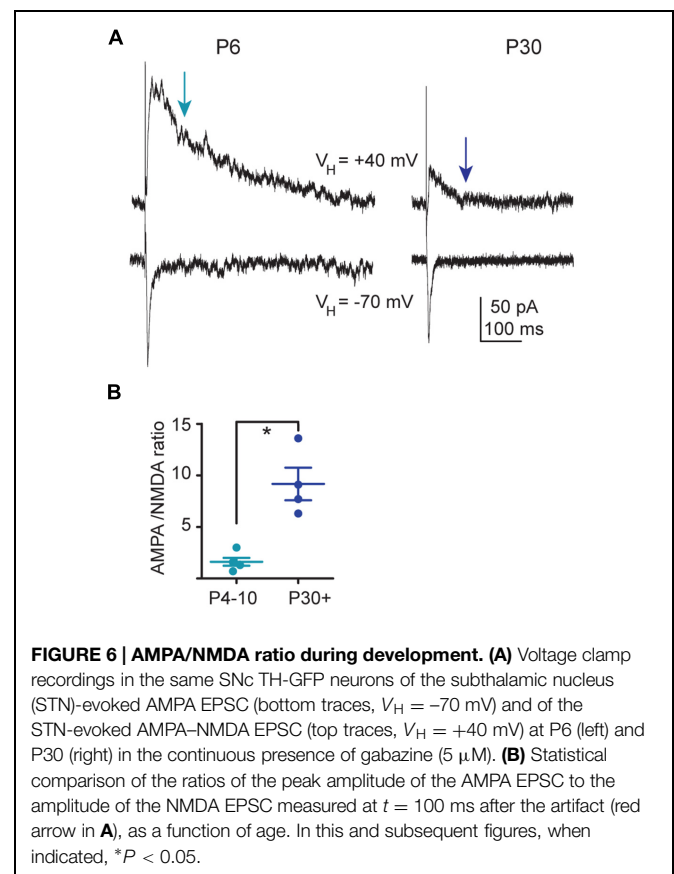 A
P6
P30
VH = +40 mV
VH = -70 mV
50 pA
100 ms
B
AMPA /NMDA ratio
15
10
5
*
P4-10
P30+
FIGURE 6 | AMPA/NMDA ratio during development. (A) Voltage clamp
recordings in the same SNc TH-GFP neurons of the subthalamic nucleus
(STN)-evoked AMPA EPSC (bottom traces, VH = –70 mV) and of the
STN-evoked AMPA–NMDA EPSC (top traces, VH = +40 mV) at P6 (left) and
P30 (right) in the continuous presence of gabazine (5 μM). (B) Statistical
comparison of the ratios of the peak amplitude of the AMPA EPSC to the
amplitude of the NMDA EPSC measured at t = 100 ms after the artifact (red
arrow in A), as a function of age. In this and subsequent figures, when
indicated, *P < 0.05.